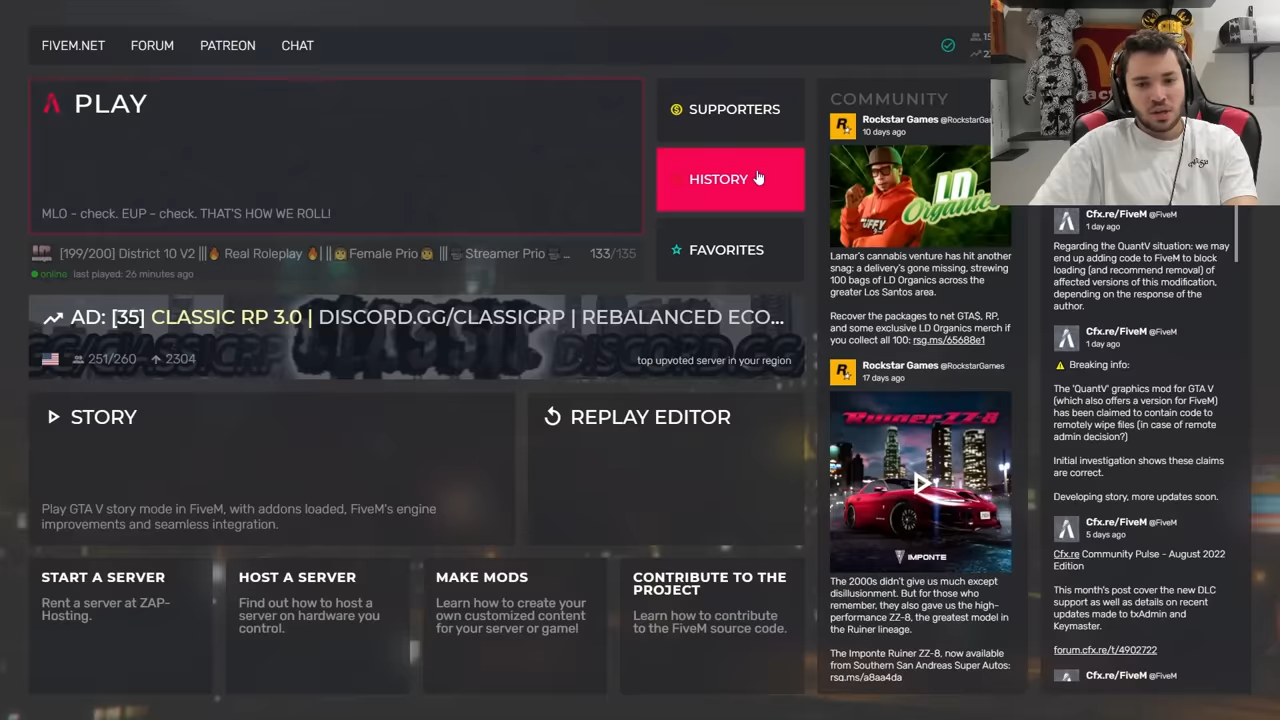 FIVEM.NET
FORUM
PATREON
CHAT
PLAY
MLO - check. EUP - check. THAT'S HOW WE ROLL!
[199/200] District 10 V2 |||🔥 Real Roleplay 🔥|||👩 Female Prio 👩 |||🎥 Streamer Prio 🎥 ...
133/135
online
last played: 26 minutes ago
SUPPORTERS
HISTORY
FAVORITES
AD: [35] CLASSIC RP 3.0 | DISCORD.GG/CLASSICRP | REBALANCED ECO...
251/260
2304
top upvoted server in your region
STORY
Play GTA V story mode in FiveM, with addons loaded, FiveM's engine
improvements and seamless integration.
REPLAY EDITOR
START A SERVER
Rent a server at ZAP-
Hosting.
HOST A SERVER
Find out how to host a
server on hardware you
control.
MAKE MODS
Learn how to create your
own customized content
for your server or game!
CONTRIBUTE TO THE
PROJECT
Learn how to contribute
to the FiveM source code.
COMMUNITY
Rockstar Games @RockstarGam
10 days ago
LD
Organics
Lamar's cannabis venture has hit another
snag: a delivery's gone missing, strewing
100 bags of LD Organics across the
greater Los Santos area.
Recover the packages to net GTA$, RP,
and some exclusive LD Organics merch if
you collect all 100: rsg.ms/65688e1
Rockstar Games @RockstarGames
17 days ago
Ruiner ZZ-8
IMPONTE
The 2000s didn't give us much except
disillusionment. But for those who
remember, they also gave us the high-
performance ZZ-8, the greatest model in
the Ruiner lineage.
The Imponte Ruiner ZZ-8, now available
from Southern San Andreas Super Autos:
rsg.ms/a8aa4da
Cfx.re/FiveM @FiveM
1 day ago
Regarding the QuantV situation: we may
end up adding code to FiveM to block
loading (and recommend removal) of
affected versions of this modification,
depending on the response of the
author.
Cfx.re/FiveM @FiveM
1 day ago
⚠ Breaking info:
The 'QuantV' graphics mod for GTA V
(which also offers a version for FiveM)
has been claimed to contain code to
remotely wipe files (in case of remote
admin decision?)
Initial investigation shows these claims
are correct.
Developing story, more updates soon.
Cfx.re/FiveM @FiveM
5 days ago
Cfx.re Community Pulse - August 2022
Edition
This month's post cover the new DLC
support as well as details on recent
updates made to txAdmin and
Keymaster.
forum.cfx.re/t/4902722
Cfx.re/FiveM @FiveM